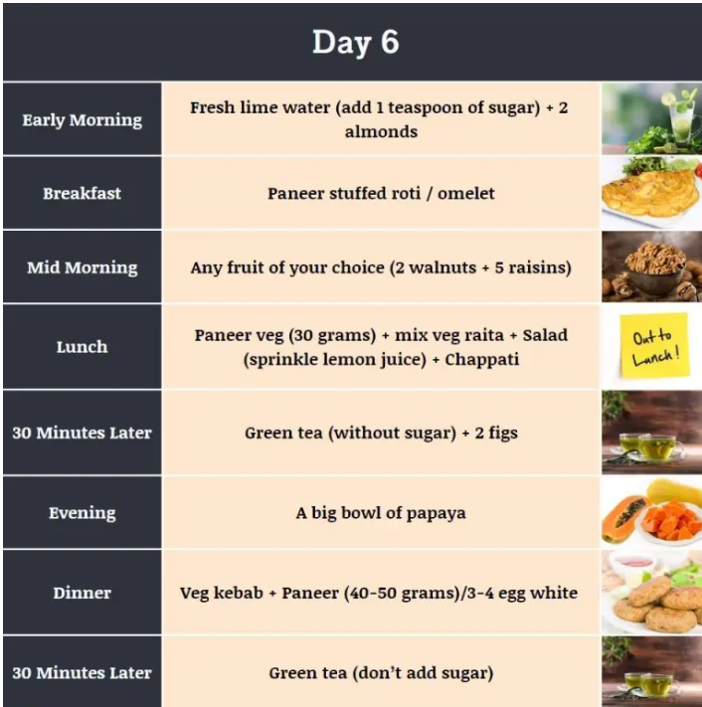 Day 6
Early Morning
Fresh lime water (add 1 teaspoon of sugar) + 2
almonds
Breakfast
Paneer stuffed roti / omelet
Mid Morning
Any fruit of your choice (2 walnuts + 5 raisins)
Lunch
Paneer veg (30 grams) + mix veg raita + Salad
(sprinkle lemon juice) + Chappati
Out to
Lunch!
30 Minutes Later
Green tea (without sugar) + 2 figs
Evening
A big bowl of papaya
Dinner
Veg kebab + Paneer (40-50 grams)/3-4 egg white
30 Minutes Later
Green tea (don't add sugar)